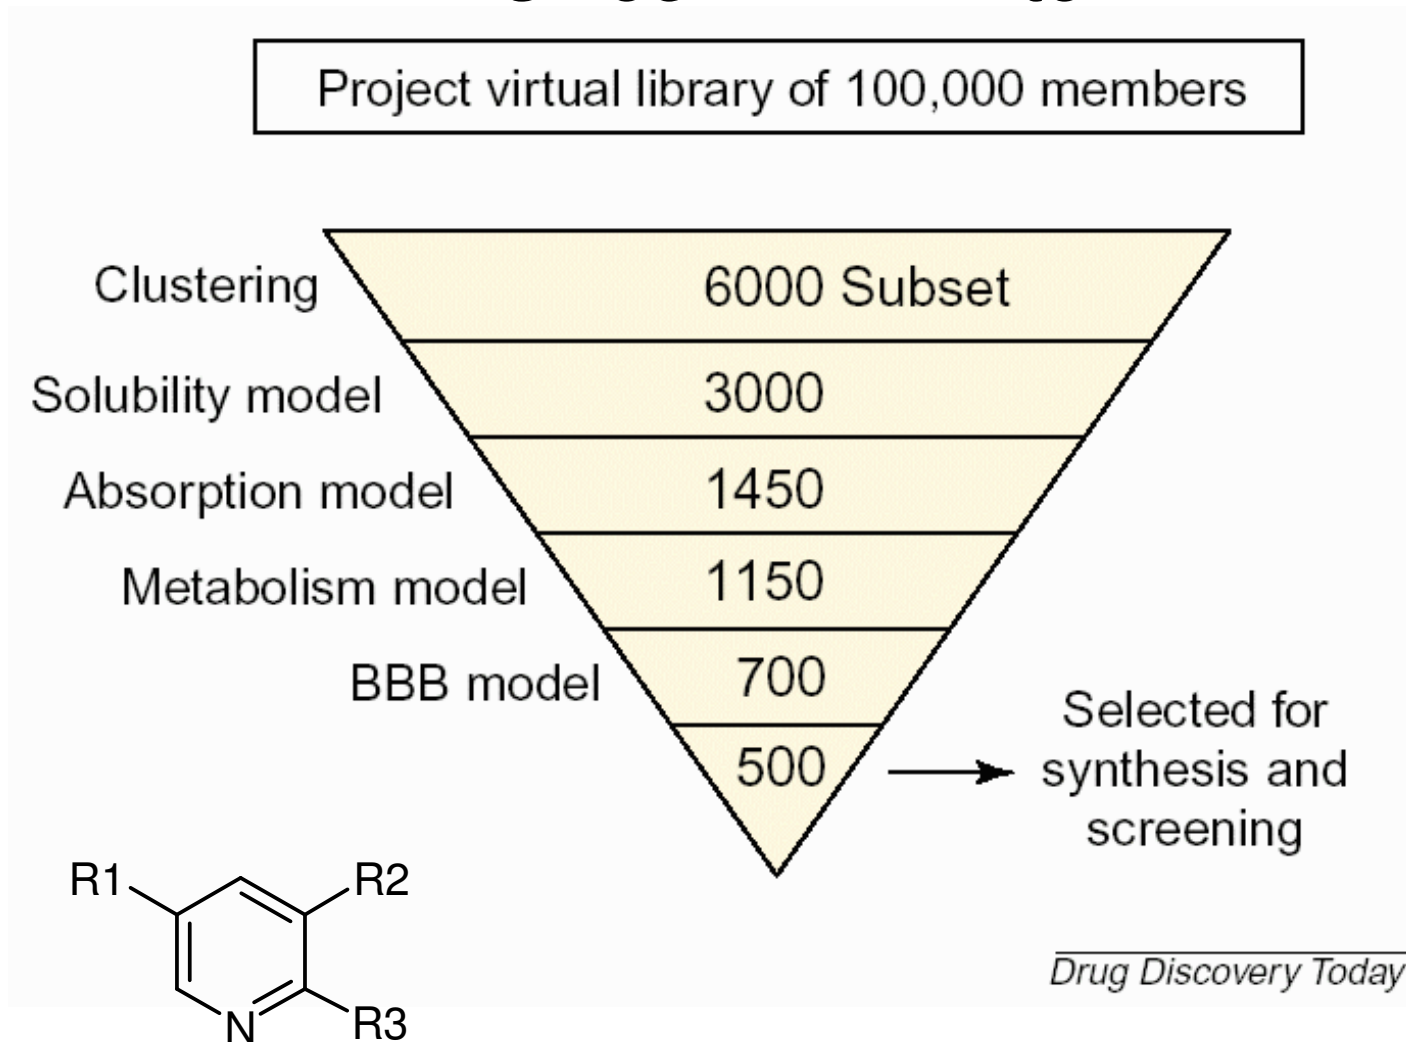 Project virtual library of 100,000 members
Clustering 6000 Subset
Solubility model 3000
Absorption model 1450
Metabolism model 1150
BBB model 700
500
Selected for
synthesis and
screening
R1 R2
N R3
Drug Discovery Today